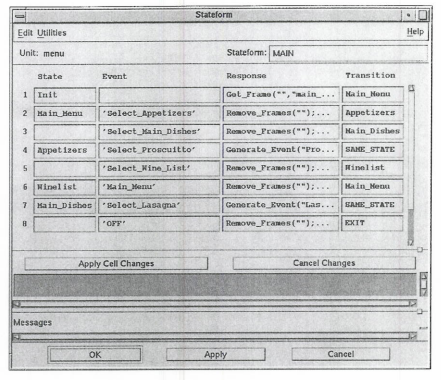 Stateform
Edit Utilities Help
Unit: menu Stateform: MAIN
State Event Response Transition
1 Init Get_Frame("","main_... Main_Menu
2 Main_Menu 'Select_Appetizers' Remove_Frames("");... Appetizers
3 'Select_Main_Dishes' Remove_Frames("");... Main_Dishes
4 Appetizers 'Select_Proscuitto' Generate_Event("Pro... SAME_STATE
5 'Select_Wine_List' Remove_Frames("");... Winelist
6 Winelist 'Main_Menu' Remove_Frames("");... Main_Menu
7 Main_Dishes 'Select_Lasagna' Generate_Event("Las... SAME_STATE
8 'OFF' Remove_Frames("");... EXIT
Apply Cell Changes Cancel Changes
Messages
OK Apply Cancel